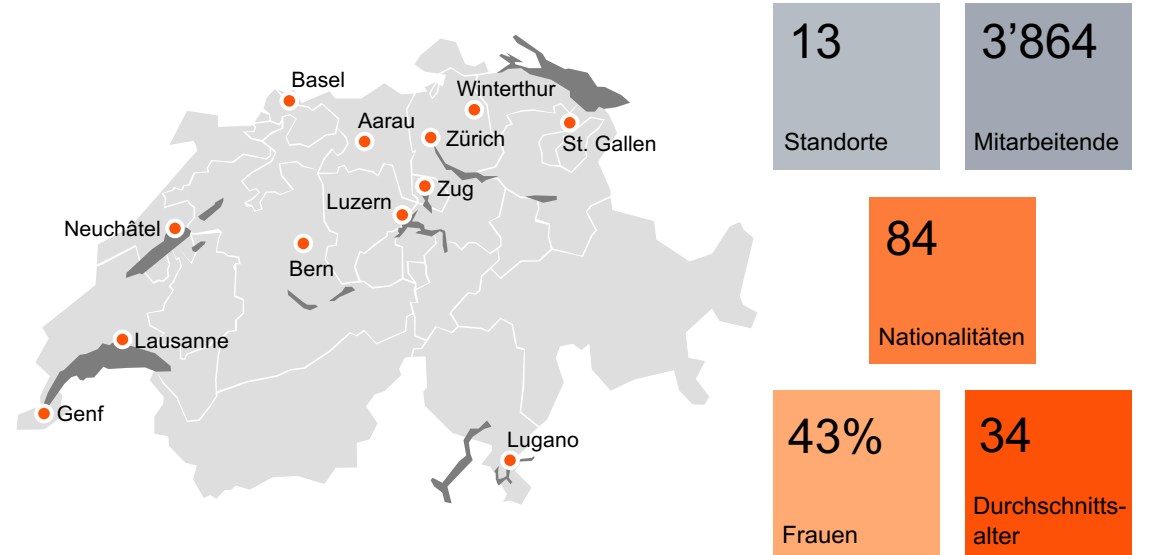 Basel
Winterthur
Aarau
Zürich
St. Gallen
Zug
Luzern
Neuchâtel
Bern
Lausanne
Genf
Lugano
13
Standorte
3’864
Mitarbeitende
84
Nationalitäten
43%
Frauen
34
Durchschnitts-
alter